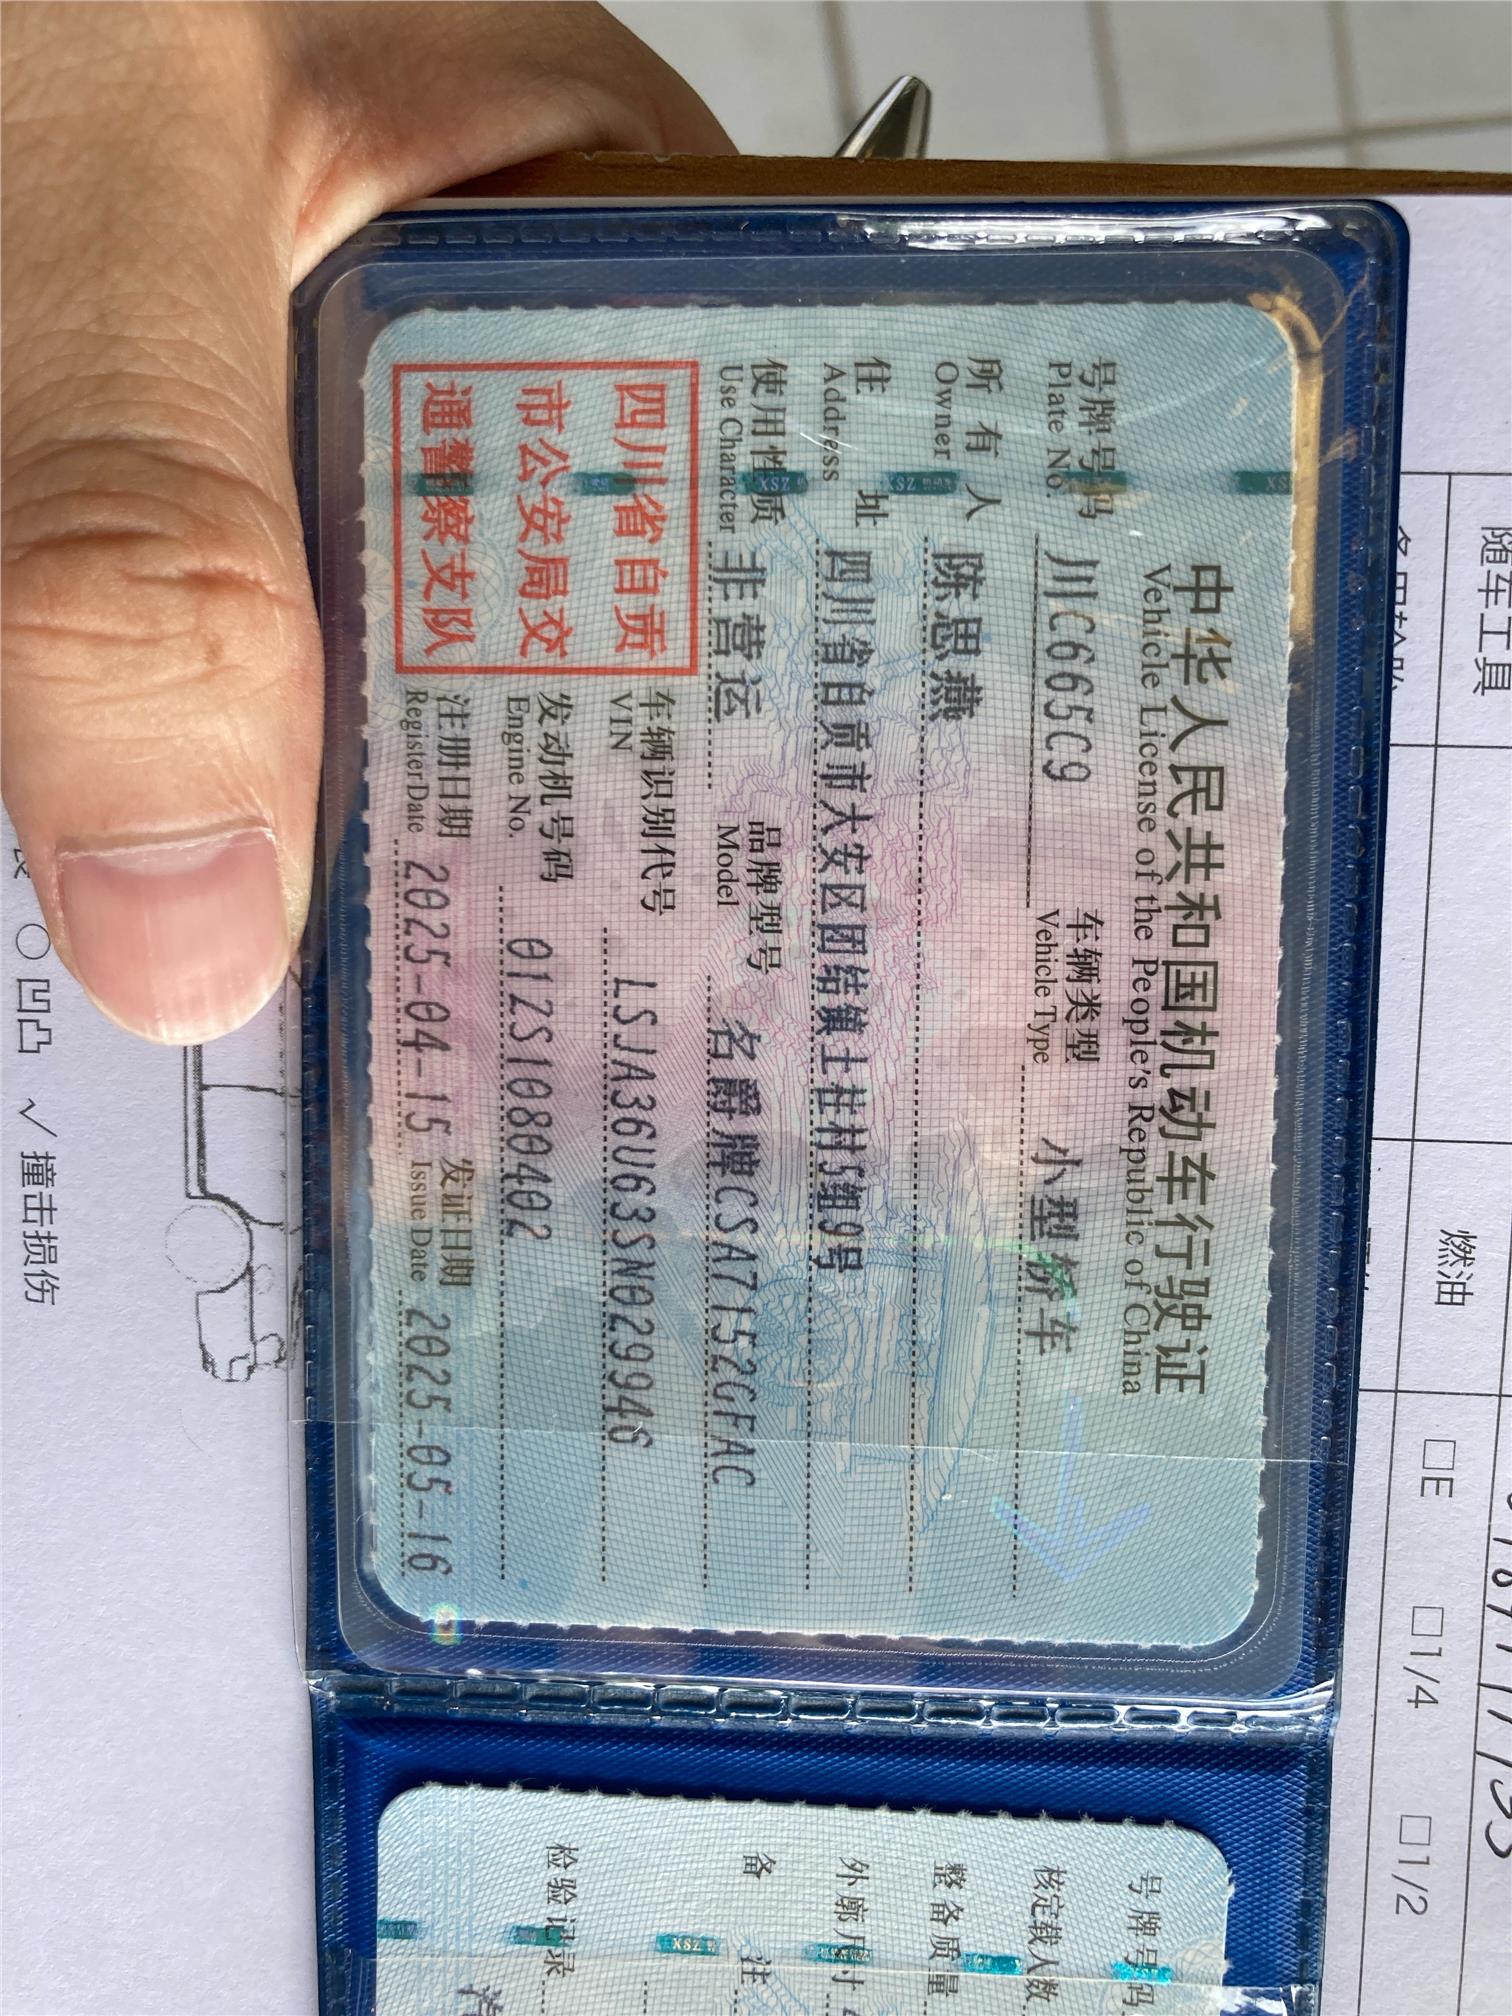 中华人民共和国机动车行驶证
Vehicle License of the People's Republic of China
号牌号码 川C665C9 车辆类型 小型轿车
Plate No. Vehicle Type
所有人 陈思燕
Owner
住址 四川省自贡市大安区团结镇土柱村5组9号
Address
使用性质 非营运 品牌型号 名爵牌CSA7152GFAC
Use Character Model
四川省自贡
市公安局交
通警察支队
车辆识别代号 LSJA36U63SN029946
VIN
发动机号码 01ZS1080402
Engine No.
注册日期 2025-04-15 发证日期 2025-05-16
Register Date Issue Date
号牌号码
核定载人数
整备质量
外廓尺寸
备注
检验记录
随车工具
燃油 □E □1/4 □1/2
○ 凹凸 √ 撞击损伤